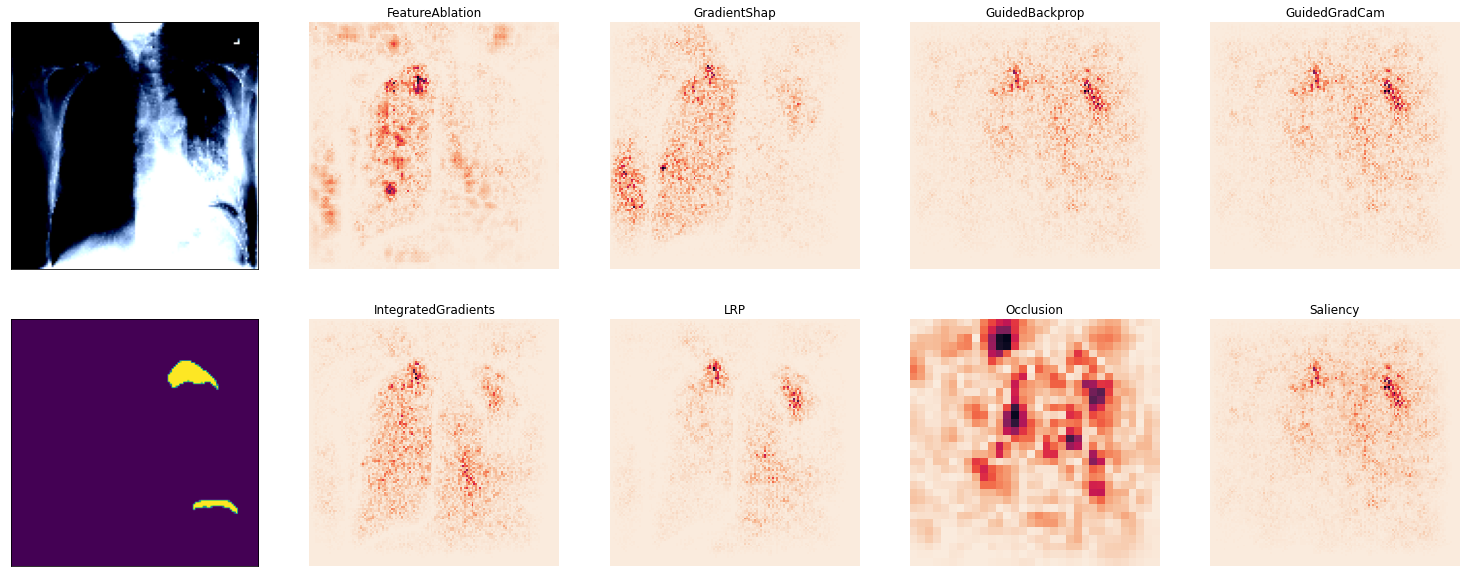 FeatureAblation
GradientShap
GuidedBackprop
GuidedGradCam
IntegratedGradients
LRP
Occlusion
Saliency